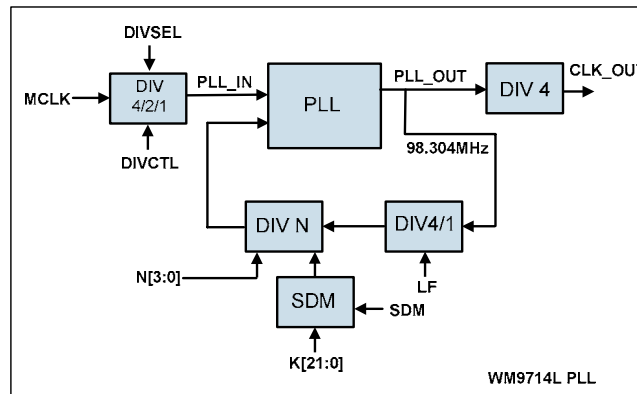 DIVSEL
MCLK
DIV
4/2/1
DIVCTL
PLL_IN
PLL
PLL_OUT
DIV 4
CLK_OUT
98.304MHz
DIV N
DIV4/1
N[3:0]
LF
SDM
SDM
K[21:0]
WM9714L PLL